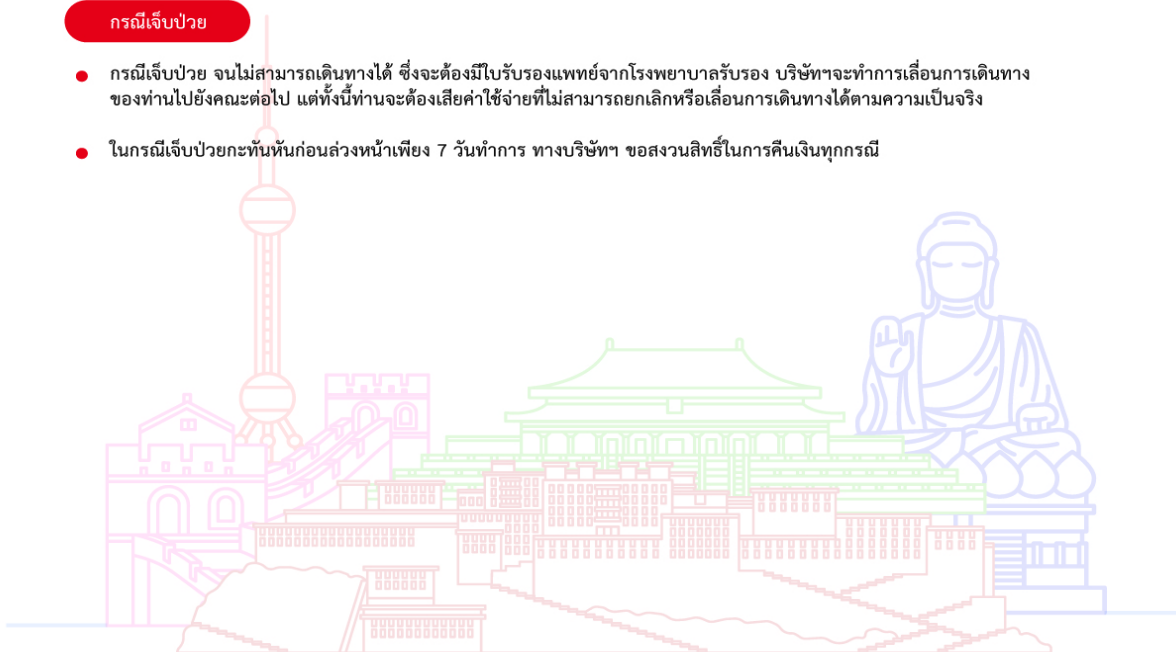 กรณีเจ็บป่วย
กรณีเจ็บป่วย จนไม่สามารถเดินทางได้ ซึ่งจะต้องมีใบรับรองแพทย์จากโรงพยาบาลรับรอง บริษัทฯจะทำการเลื่อนการเดินทาง
ของท่านไปยังคณะต่อไป แต่ทั้งนี้ท่านจะต้องเสียค่าใช้จ่ายที่ไม่สามารถยกเลิกหรือเลื่อนการเดินทางได้ตามความเป็นจริง
ในกรณีเจ็บป่วยกะทันหันก่อนล่วงหน้าเพียง 7 วันทำการ ทางบริษัทฯ ขอสงวนสิทธิ์ในการคืนเงินทุกกรณี